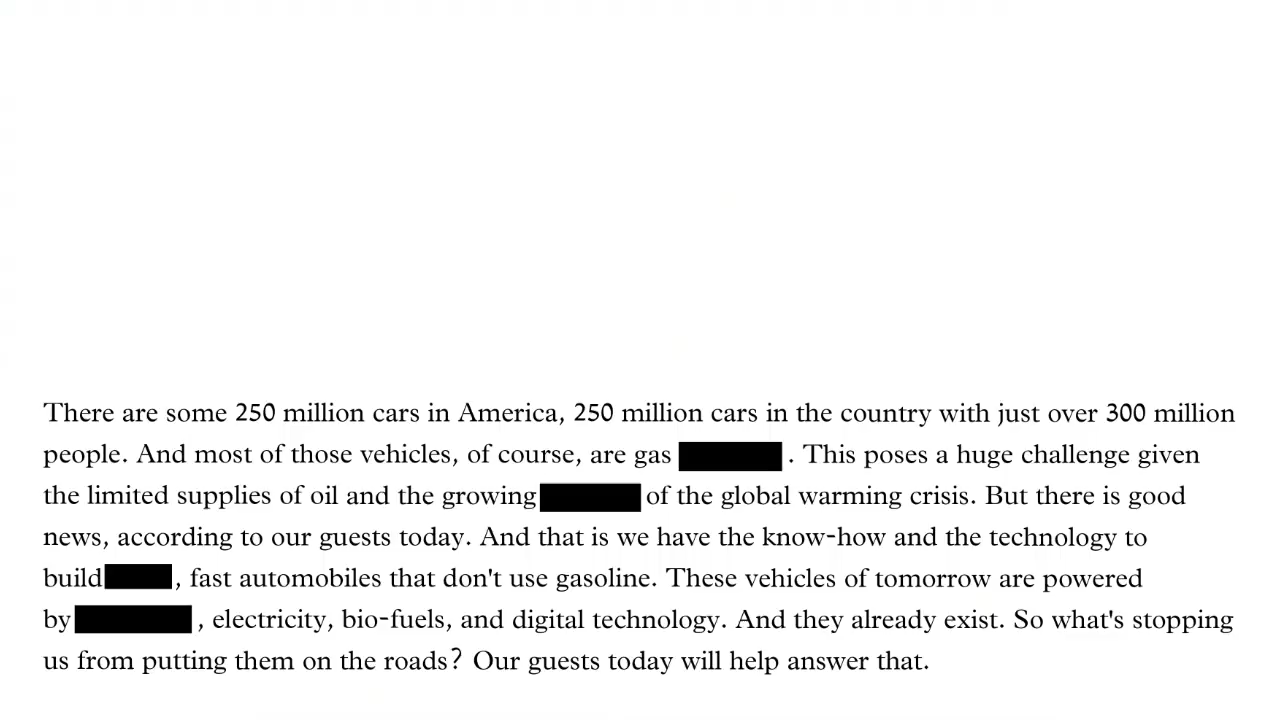 There are some 250 million cars in America, 250 million cars in the country with just over 300 million
people. And most of those vehicles, of course, are gas . This poses a huge challenge given
the limited supplies of oil and the growing of the global warming crisis. But there is good
news, according to our guests today. And that is we have the know-how and the technology to
build , fast automobiles that don't use gasoline. These vehicles of tomorrow are powered
by , electricity, bio-fuels, and digital technology. And they already exist. So what's stopping
us from putting them on the roads? Our guests today will help answer that.